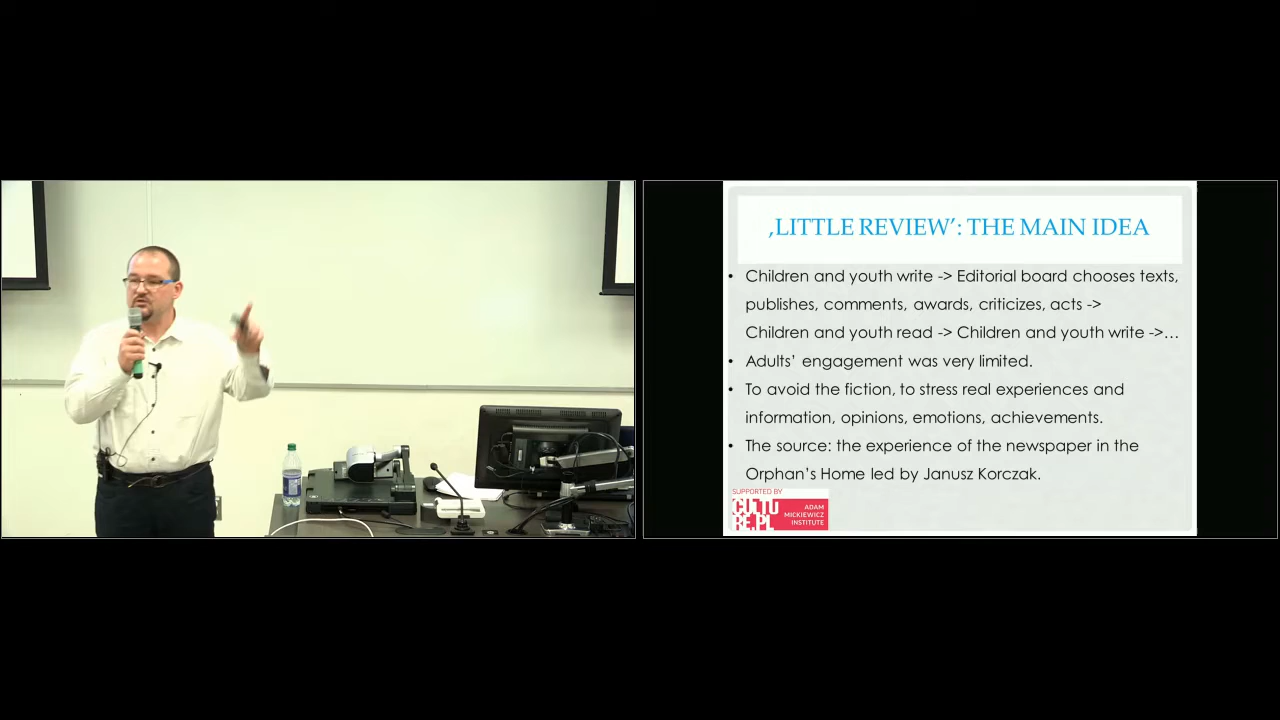 ‚LITTLE REVIEW’: THE MAIN IDEA
• Children and youth write -> Editorial board chooses texts,
publishes, comments, awards, criticizes, acts ->
Children and youth read -> Children and youth write ->…
• Adults’ engagement was very limited.
• To avoid the fiction, to stress real experiences and
information, opinions, emotions, achievements.
• The source: the experience of the newspaper in the
Orphan’s Home led by Janusz Korczak.
SUPPORTED BY
CULTU
RE.PL
ADAM
MICKIEWICZ
INSTITUTE